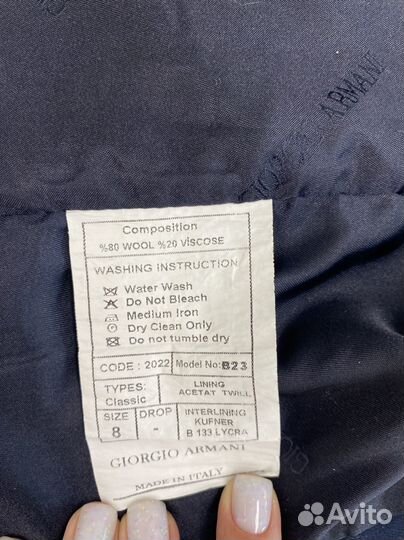 ARMANI
Composition
%80 WOOL %20 VISCOSE
WASHING INSTRUCTION
Water Wash
Do Not Bleach
Medium Iron
Dry Clean Only
Do not tumble dry
CODE : 2022 Model No: B23
TYPES: Classic
LINING
ACETAT TWILL
SIZE 8
DROP -
INTERLINING
KUFNER
B 133 LYCRA
GIORGIO ARMANI
MADE IN ITALY
Avito